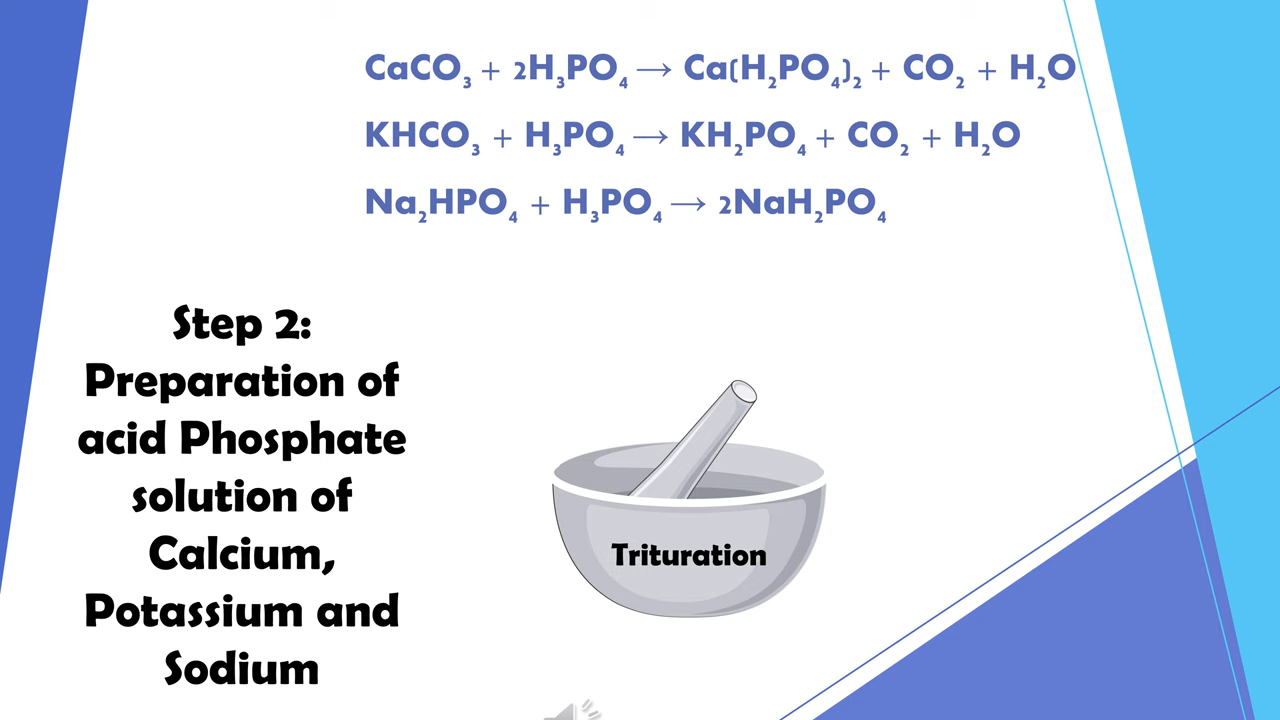 CaCO₃ + 2H₃PO₄ → Ca(H₂PO₄)₂ + CO₂ + H₂O
KHCO₃ + H₃PO₄ → KH₂PO₄ + CO₂ + H₂O
Na₂HPO₄ + H₃PO₄ → 2NaH₂PO₄
Step 2:
Preparation of
acid Phosphate
solution of
Calcium,
Potassium and
Sodium
Trituration